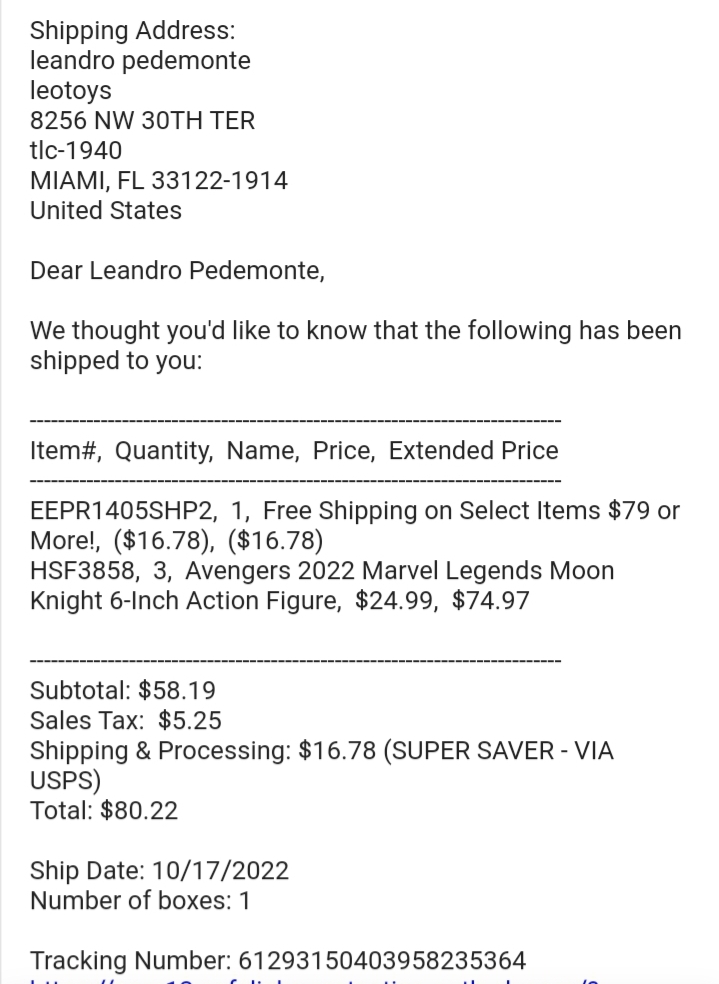 Shipping Address:
leandro pedemonte
leotoys
8256 NW 30TH TER
tlc-1940
MIAMI, FL 33122-1914
United States
Dear Leandro Pedemonte,
We thought you'd like to know that the following has been
shipped to you:
----------------------------------------------------------------------------
Item#,  Quantity,  Name,  Price,  Extended Price
----------------------------------------------------------------------------
EEPR1405SHP2,  1,  Free Shipping on Select Items $79 or
More!,  ($16.78),  ($16.78)
HSF3858,  3,  Avengers 2022 Marvel Legends Moon
Knight 6-Inch Action Figure,  $24.99,  $74.97
----------------------------------------------------------------------------
Subtotal: $58.19
Sales Tax:  $5.25
Shipping & Processing: $16.78 (SUPER SAVER - VIA
USPS)
Total: $80.22
Ship Date: 10/17/2022
Number of boxes: 1
Tracking Number: 61293150403958235364